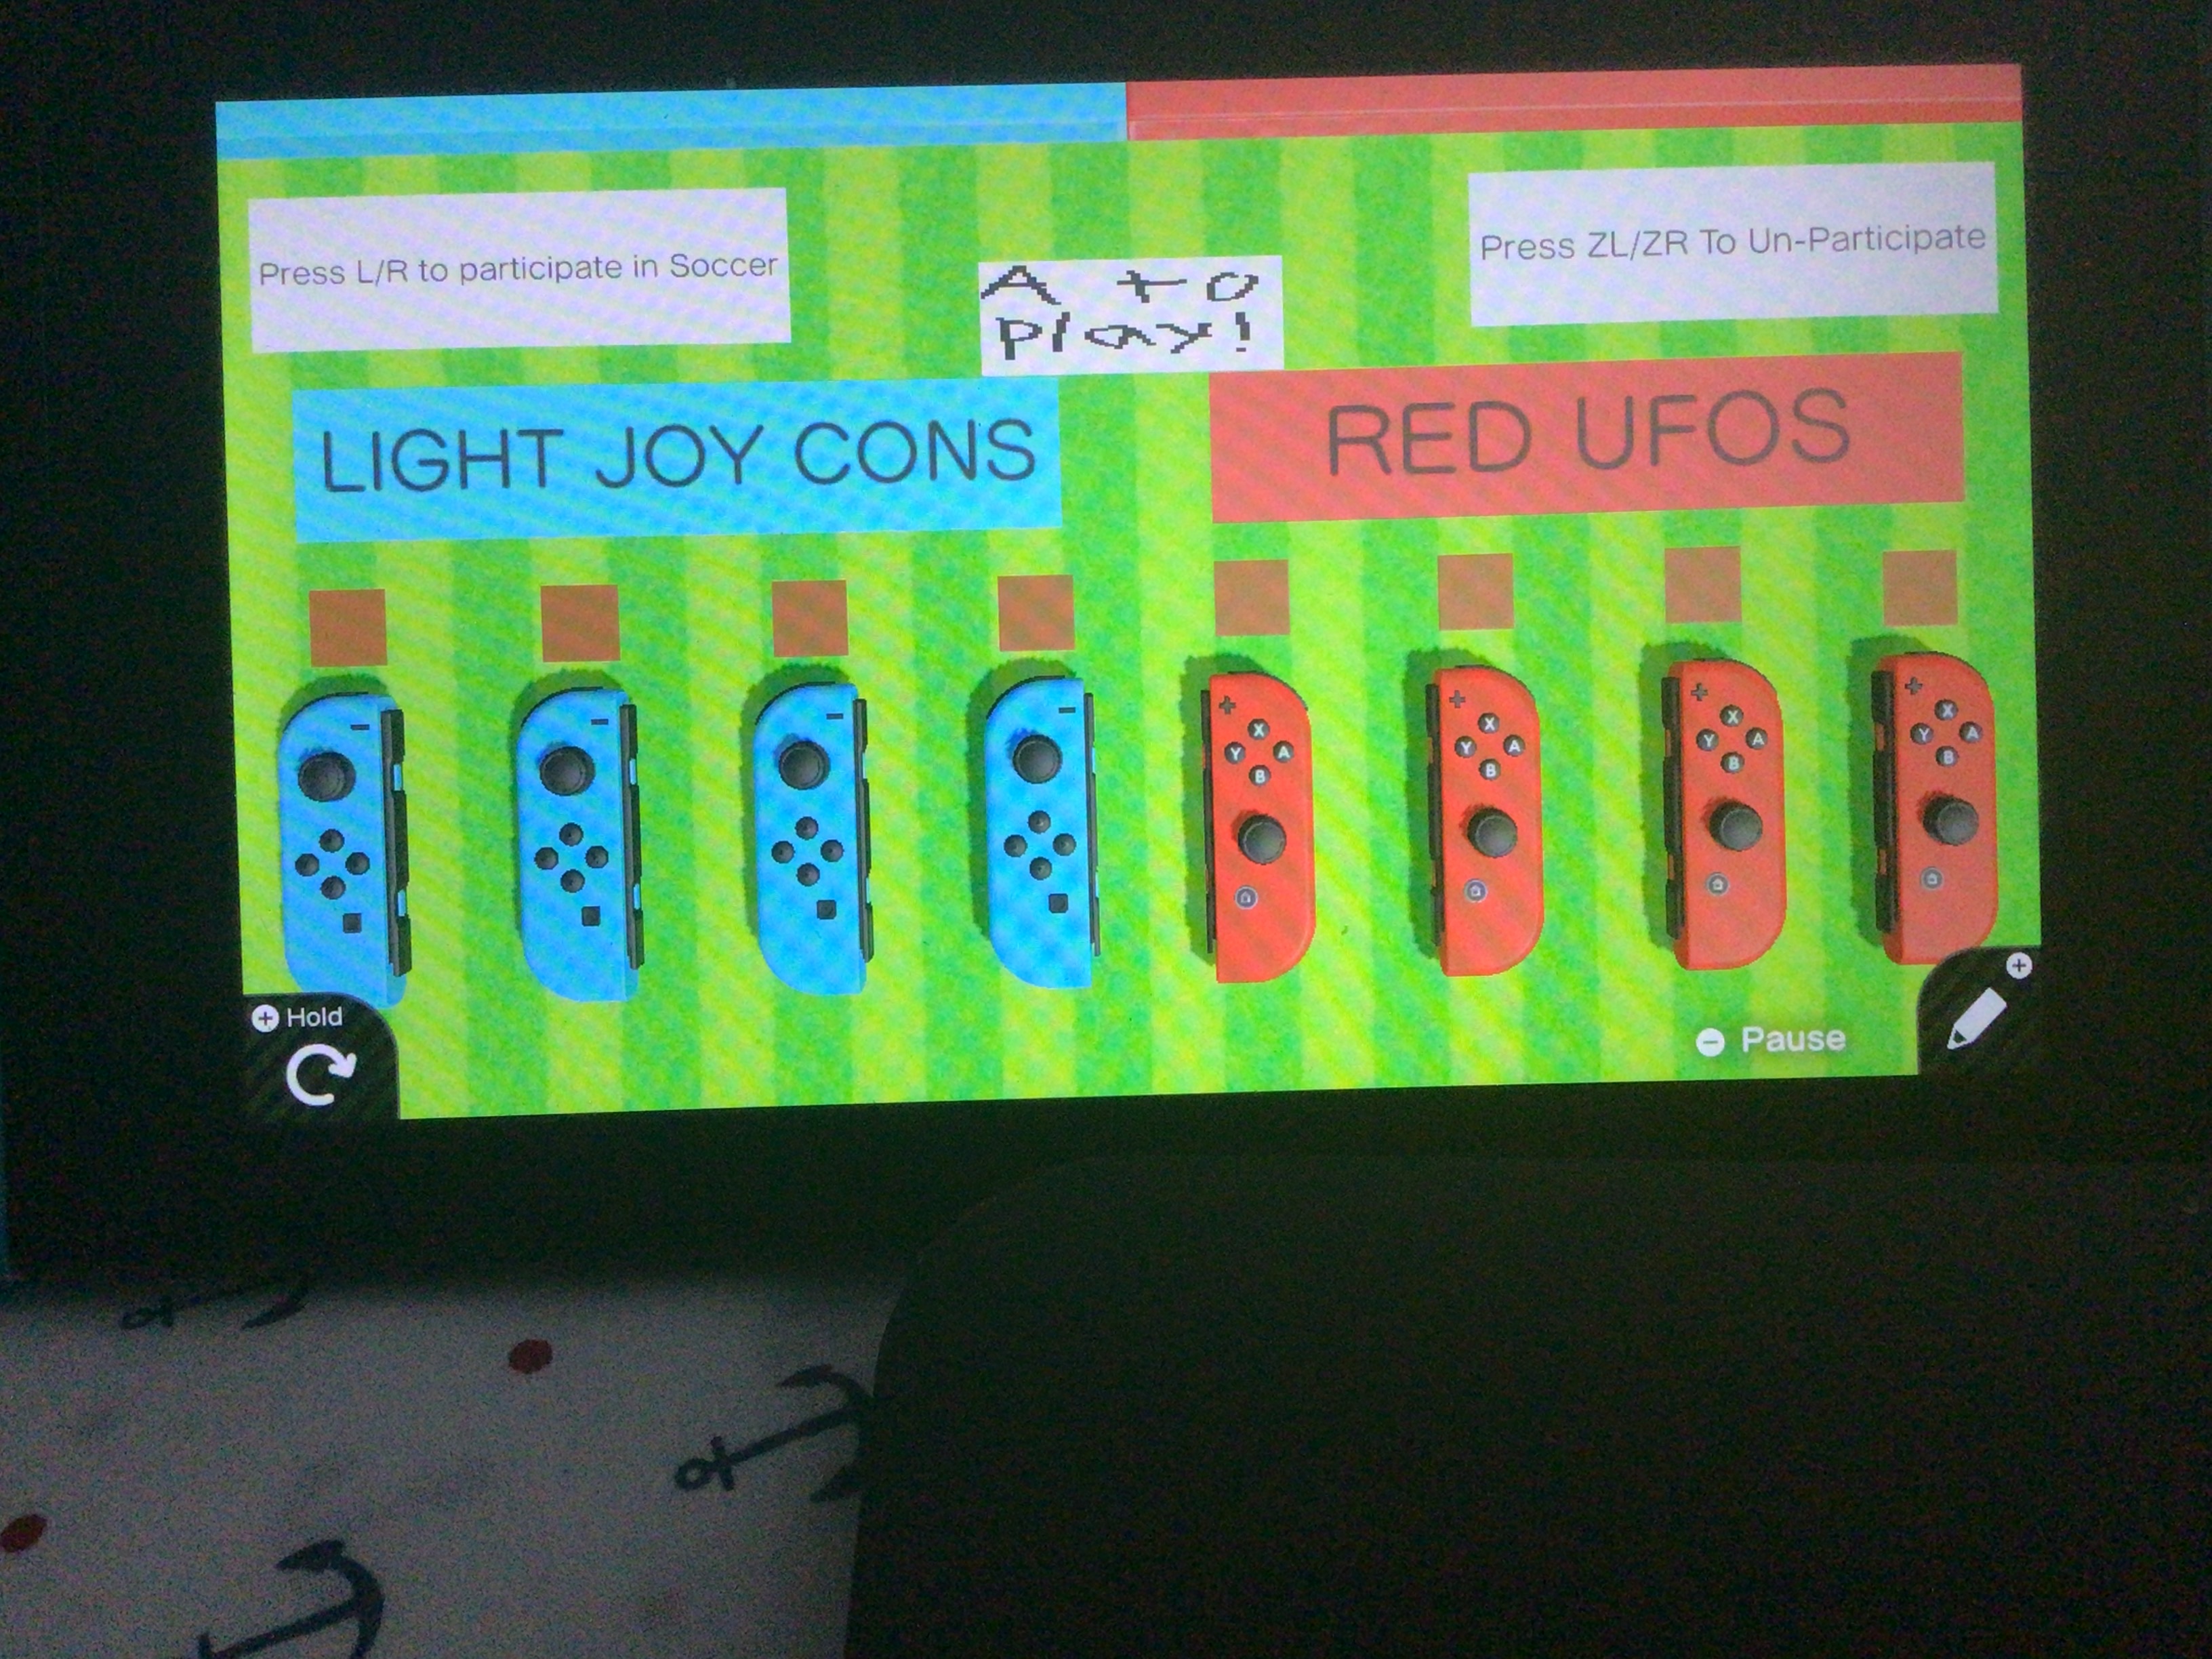 Press L/R to participate in Soccer
Press ZL/ZR To Un-Participate
A to
Play!
LIGHT JOY CONS
RED UFOS
X
Y A
B
X
Y A
B
X
Y A
B
X
Y A
B
Hold
Pause